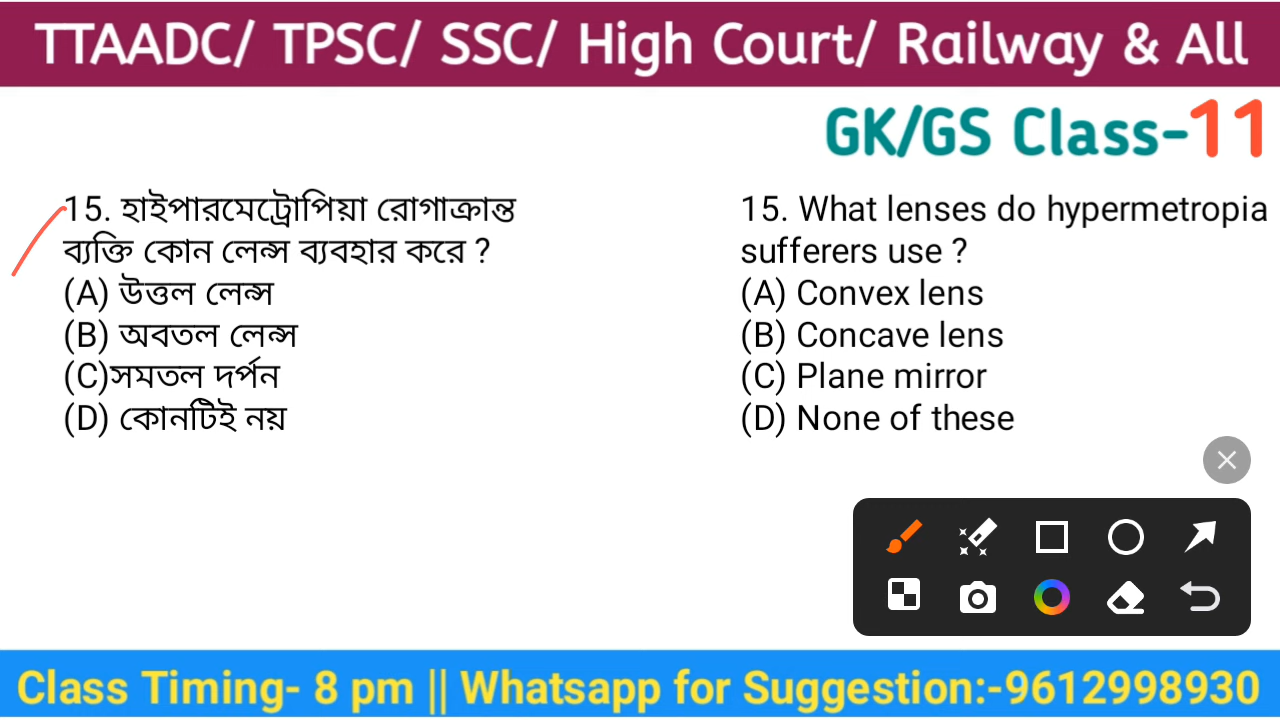 TTAADC/ TPSC/ SSC/ High Court/ Railway & All
GK/GS Class-11
15. হাইপারমেট্রোপিয়া রোগাক্রান্ত
ব্যক্তি কোন লেন্স ব্যবহার করে ?
(A) উত্তল লেন্স
(B) অবতল লেন্স
(C)সমতল দর্পন
(D) কোনটিই নয়
15. What lenses do hypermetropia
sufferers use ?
(A) Convex lens
(B) Concave lens
(C) Plane mirror
(D) None of these
Class Timing- 8 pm || Whatsapp for Suggestion:-9612998930